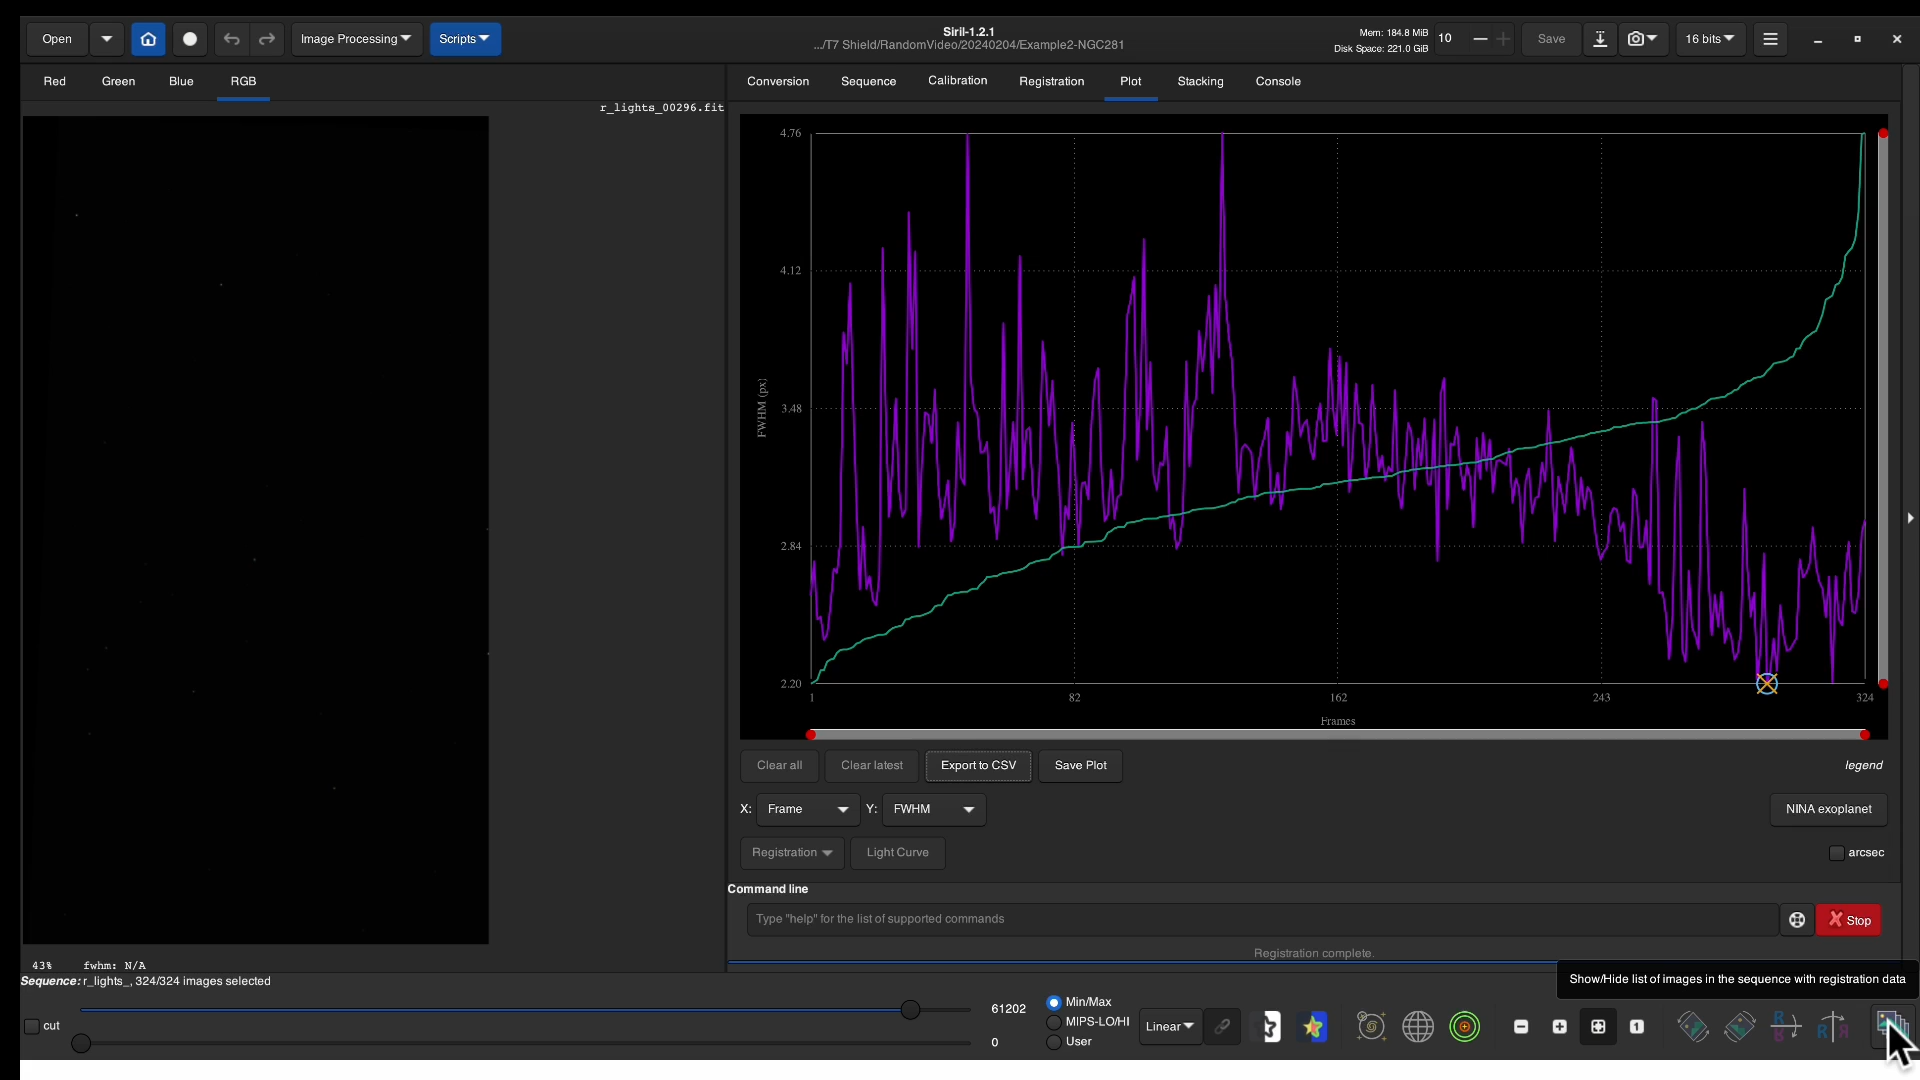 Open
Image Processing
Scripts
Siril-1.2.1
.../T7 Shield/RandomVideo/20240204/Example2-NGC281
Mem: 184.8 MiB
Disk Space: 221.0 GiB
10
Save
16 bits
Red Green Blue RGB
Conversion Sequence Calibration Registration Plot Stacking Console
r_lights_00296.fit
4.76
4.12
3.48
2.84
2.20
FWHM (px)
1 82 162 243 324
Frames
Clear all Clear latest Export to CSV Save Plot legend
X: Frame Y: FWHM NINA exoplanet
Registration Light Curve arcsec
Command line
Type "help" for the list of supported commands
Stop
Registration complete.
43% fwhm: N/A
Sequence: r_lights_, 324/324 images selected
Show/Hide list of images in the sequence with registration data
cut
61202
0
Min/Max
MIPS-LO/HI
User
Linear
1